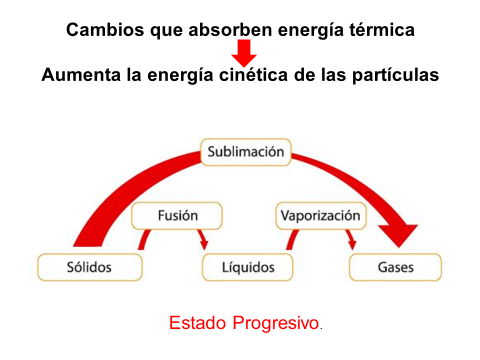 Cambios que absorben energía térmica
Aumenta la energía cinética de las partículas
Sublimación
Fusión
Vaporización
Sólidos
Líquidos
Gases
Estado Progresivo.